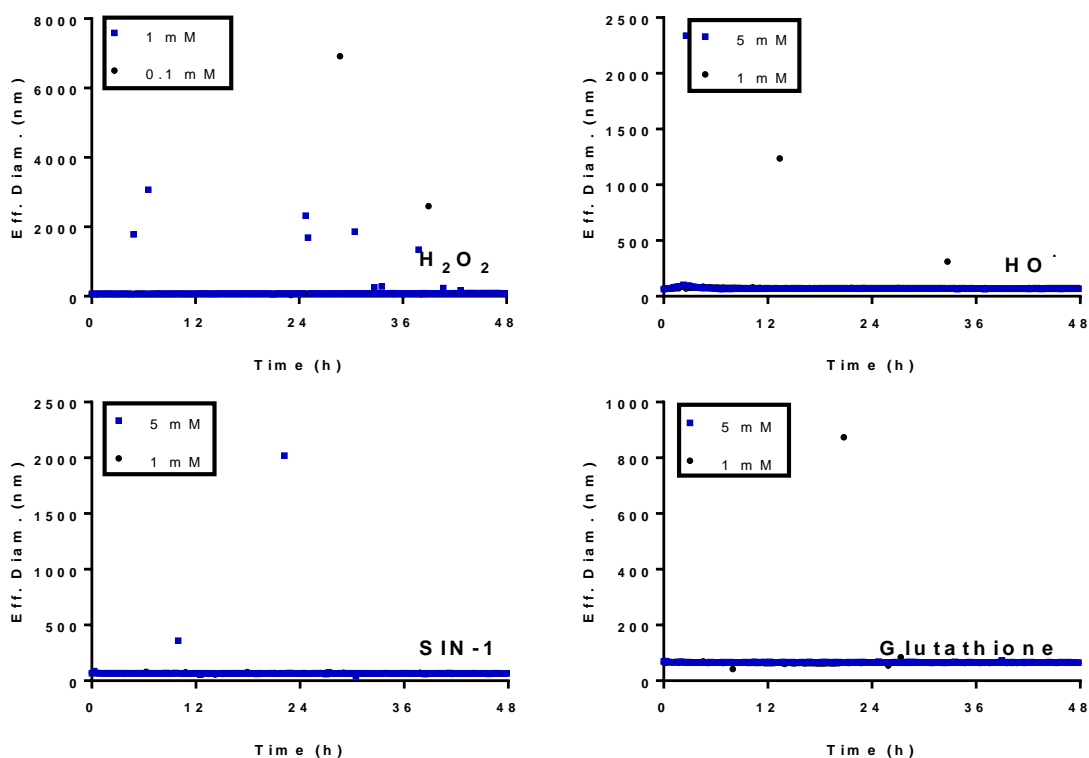 Eff. Diam. (nm)
8000
6000
4000
2000
0
1 mM
0.1 mM
H2O2
0 12 24 36 48
Time (h)
Eff. Diam. (nm)
2500
2000
1500
1000
500
0
5 mM
1 mM
HO˙
0 12 24 36 48
Time (h)
Eff. Diam. (nm)
2500
2000
1500
1000
500
0
5 mM
1 mM
SIN-1
0 12 24 36 48
Time (h)
Eff. Diam. (nm)
1000
800
600
400
200
0
5 mM
1 mM
Glutathione
0 12 24 36 48
Time (h)